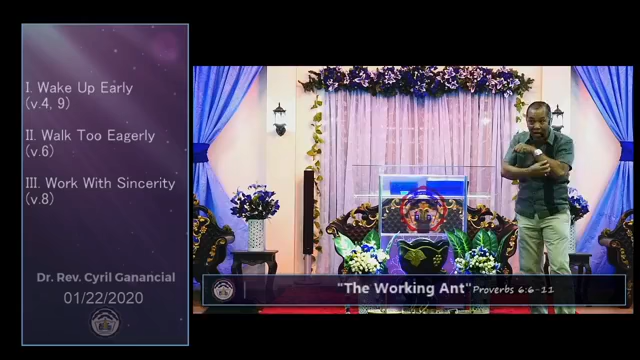 I. Wake Up Early
(v.4, 9)
II. Walk Too Eagerly
(v.6)
III. Work With Sincerity
(v.8)
Dr. Rev. Cyril Ganancial
01/22/2020
"The Working Ant" Proverbs 6:6-11